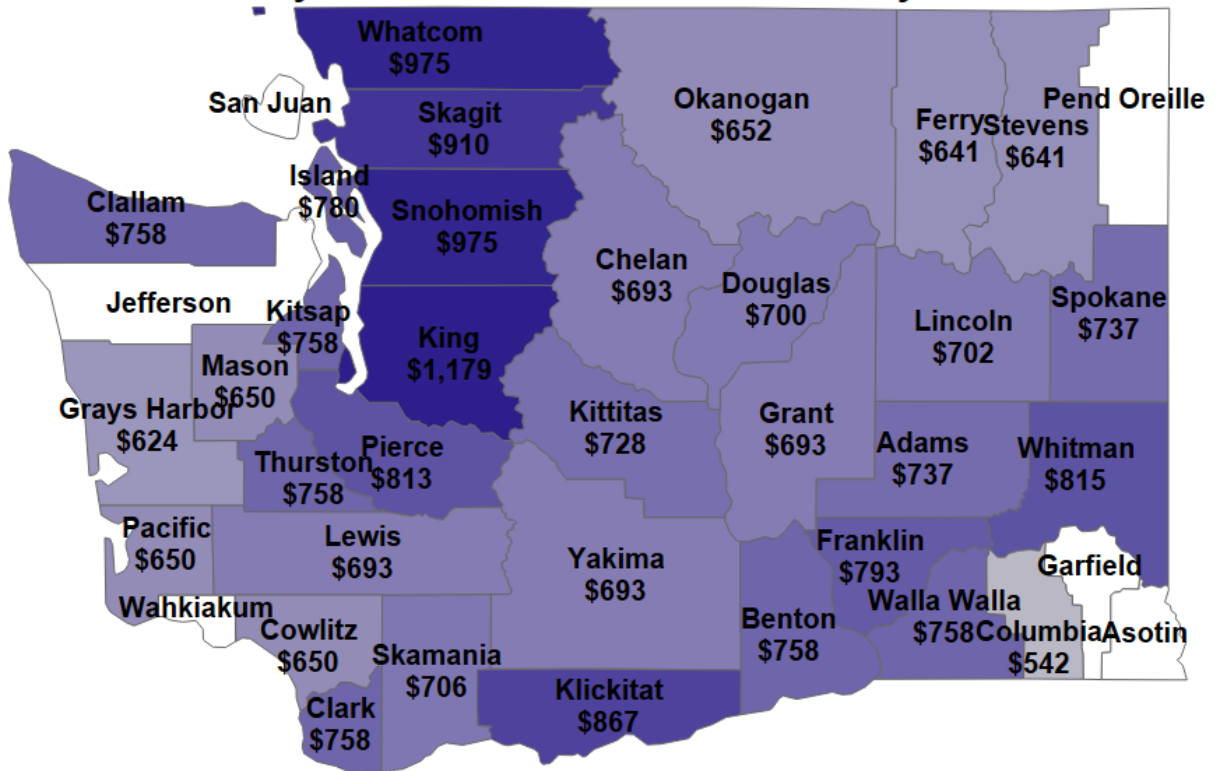 Whatcom
$975
San Juan
Skagit
$910
Okanogan
$652
Ferry
$641
Stevens
$641
Pend Oreille
Island
$780
Clallam
$758
Snohomish
$975
Chelan
$693
Douglas
$700
Jefferson
Kitsap
$758
King
$1,179
Lincoln
$702
Spokane
$737
Mason
$650
Grays Harbor
$624
Kittitas
$728
Grant
$693
Adams
$737
Whitman
$815
Thurston
$758
Pierce
$813
Pacific
$650
Lewis
$693
Yakima
$693
Franklin
$793
Garfield
Wahkiakum
Cowlitz
$650
Skamania
$706
Benton
$758
Walla Walla
$758
Columbia
$542
Asotin
Clark
$758
Klickitat
$867